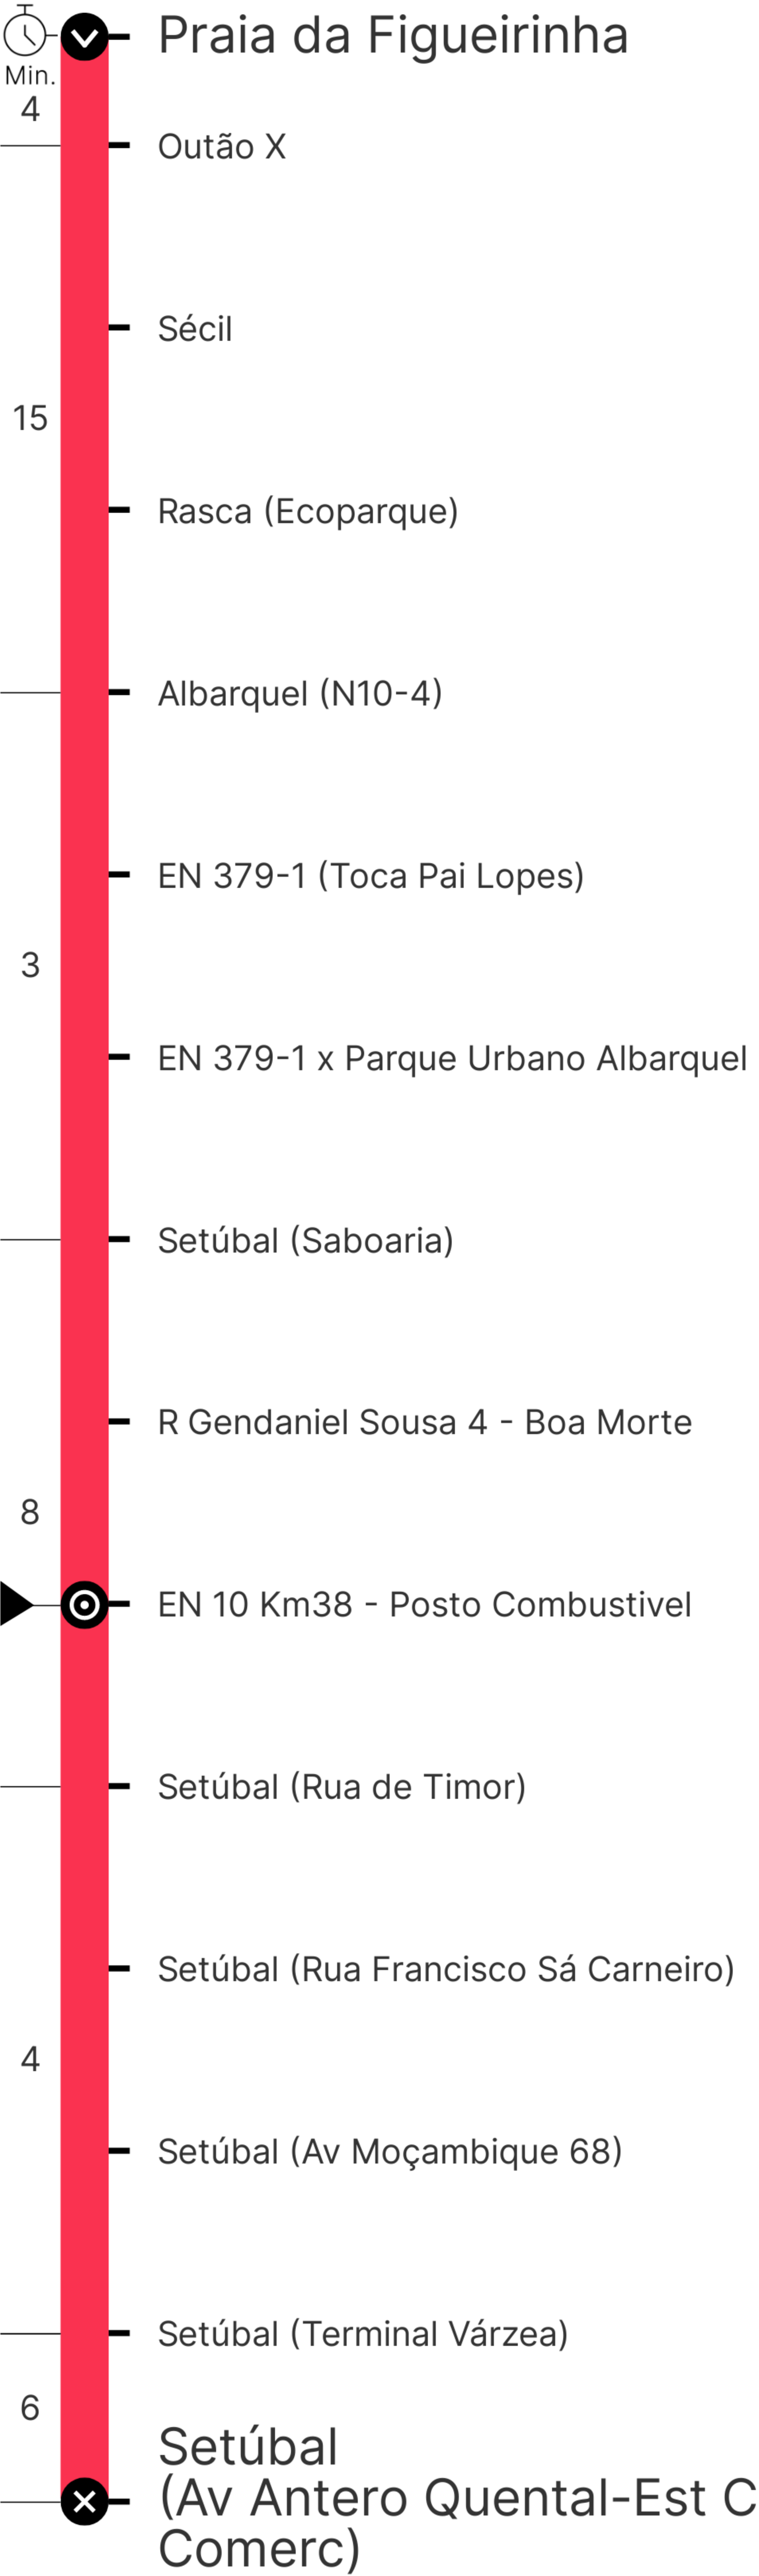 Praia da Figueirinha
Min.
4
Outão X
Sécil
15
Rasca (Ecoparque)
Albarquel (N10-4)
EN 379-1 (Toca Pai Lopes)
3
EN 379-1 x Parque Urbano Albarquel
Setúbal (Saboaria)
R Gendaniel Sousa 4 - Boa Morte
8
EN 10 Km38 - Posto Combustivel
Setúbal (Rua de Timor)
Setúbal (Rua Francisco Sá Carneiro)
4
Setúbal (Av Moçambique 68)
Setúbal (Terminal Várzea)
6
Setúbal
(Av Antero Quental-Est C
Comerc)